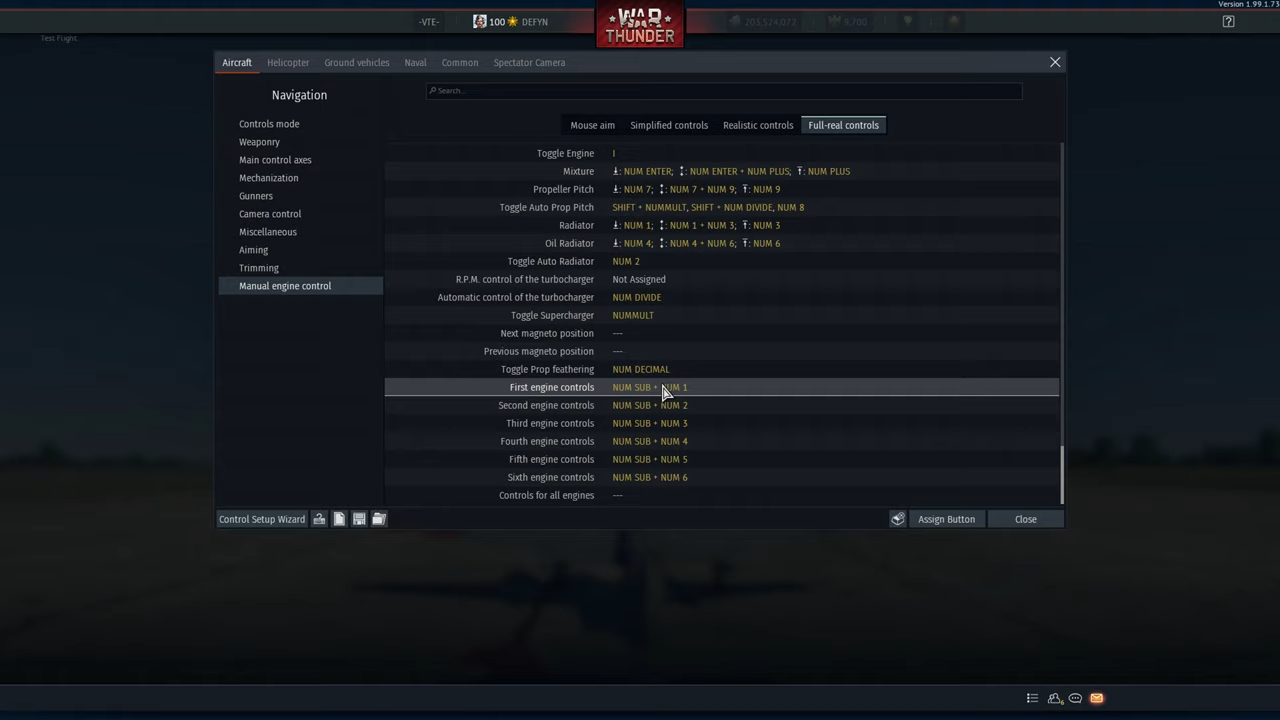 Version 1.99.1.73
-VTE- 100 DEFYN WAR THUNDER 203,524,072 9,700
Test Flight
Aircraft Helicopter Ground vehicles Naval Common Spectator Camera
Navigation
Search...
Mouse aim Simplified controls Realistic controls Full-real controls
Controls mode
Weaponry
Main control axes
Mechanization
Gunners
Camera control
Miscellaneous
Aiming
Trimming
Manual engine control
Toggle Engine I
Mixture : NUM ENTER; : NUM ENTER + NUM PLUS; : NUM PLUS
Propeller Pitch : NUM 7; : NUM 7 + NUM 9; : NUM 9
Toggle Auto Prop Pitch SHIFT + NUMMULT, SHIFT + NUM DIVIDE, NUM 8
Radiator : NUM 1; : NUM 1 + NUM 3; : NUM 3
Oil Radiator : NUM 4; : NUM 4 + NUM 6; : NUM 6
Toggle Auto Radiator NUM 2
R.P.M. control of the turbocharger Not Assigned
Automatic control of the turbocharger NUM DIVIDE
Toggle Supercharger NUMMULT
Next magneto position ---
Previous magneto position ---
Toggle Prop feathering NUM DECIMAL
First engine controls NUM SUB + NUM 1
Second engine controls NUM SUB + NUM 2
Third engine controls NUM SUB + NUM 3
Fourth engine controls NUM SUB + NUM 4
Fifth engine controls NUM SUB + NUM 5
Sixth engine controls NUM SUB + NUM 6
Controls for all engines ---
Control Setup Wizard Assign Button Close